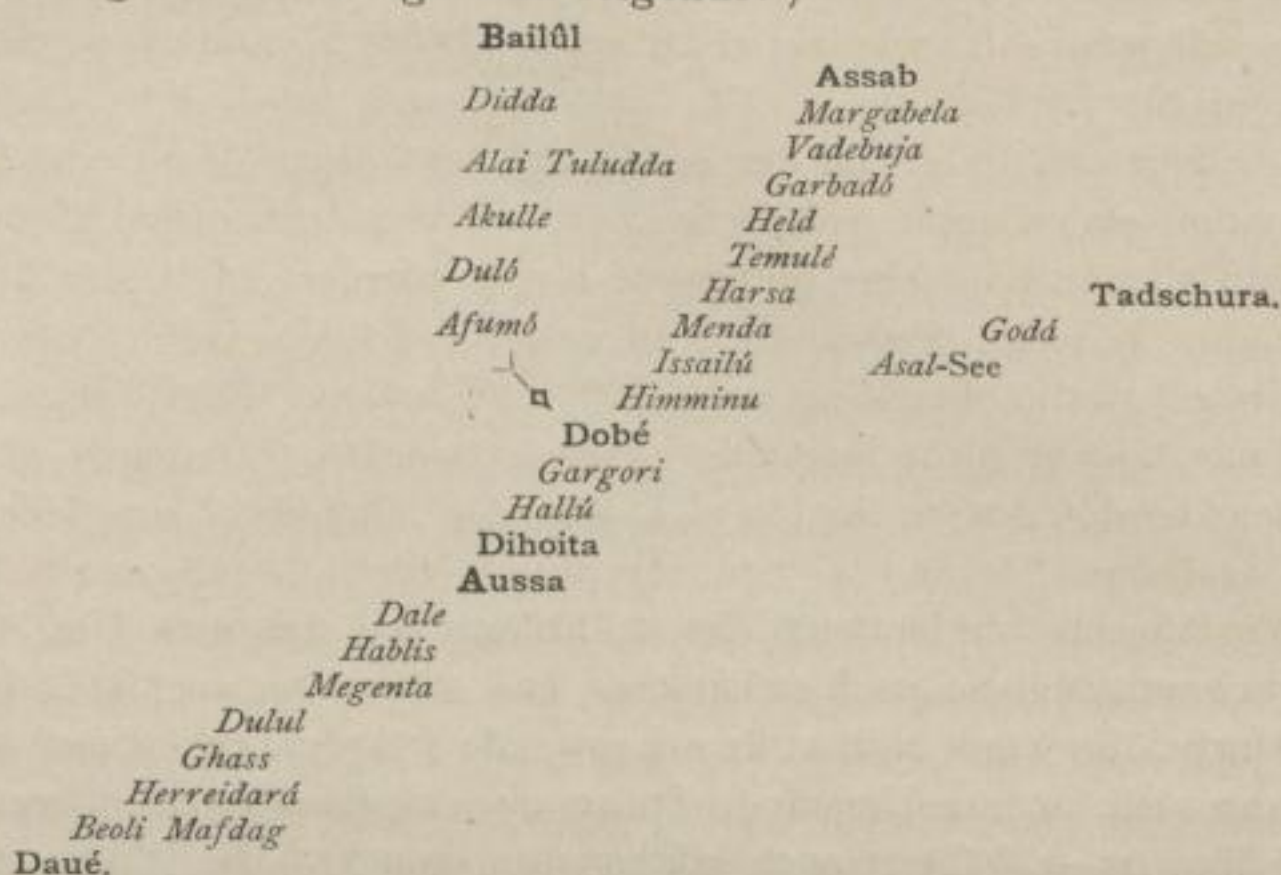 Bailûl
Assab
Didda
Margabela
Vadebuja
Alai Tuludda
Garbadó
Akulle
Held
Temulé
Duló
Harsa
Tadschura.
Afumó
Menda
Godá
Issailú
Asal-See
Himminu
Dobé
Gargori
Hallú
Dihoita
Aussa
Dale
Hablis
Megenta
Dulul
Ghass
Herreidará
Beoli Mafdag
Daué.